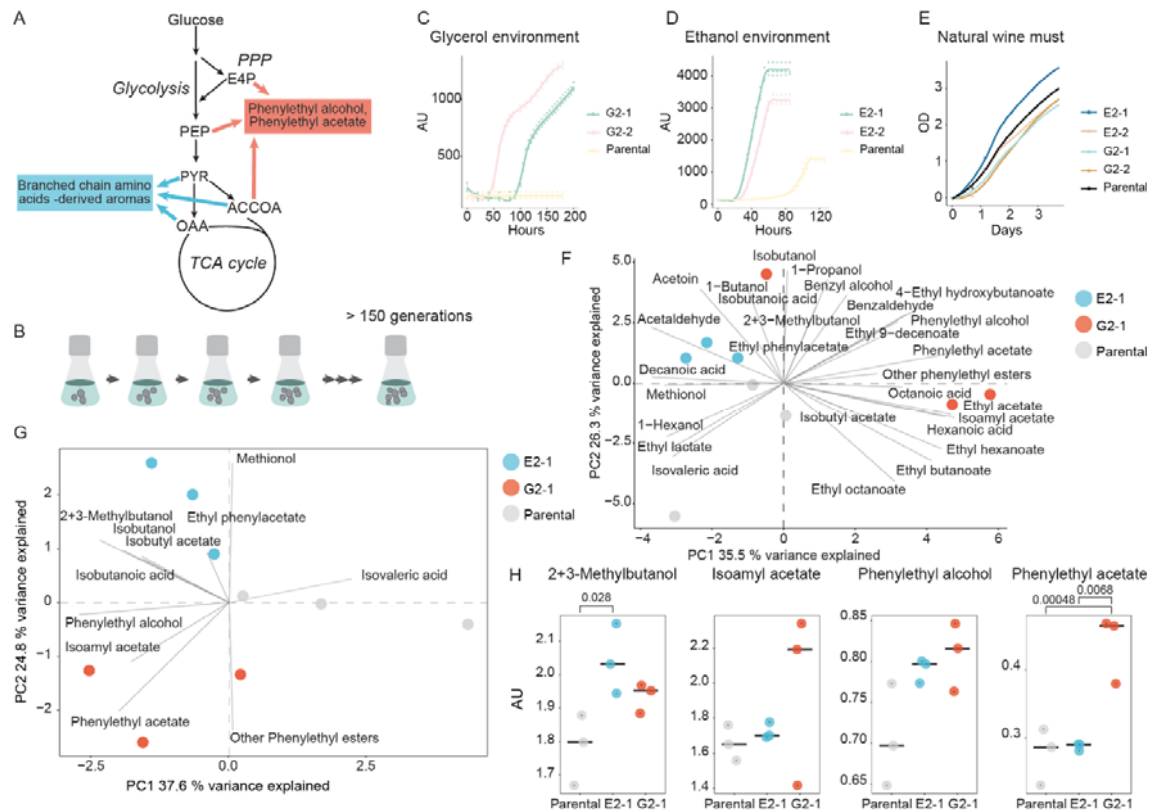 A
Glucose
PPP
E4P
Glycolysis
Phenylethyl alcohol,
Phenylethyl acetate
PEP
PYR
Branched chain amino
acids -derived aromas
ACCOA
OAA
TCA cycle
B
> 150 generations
C
Glycerol environment
AU
1000
500
0
50
100
150
200
Hours
G2-1
G2-2
Parental
D
Ethanol environment
AU
4000
3000
2000
1000
0
0
40
80
120
Hours
E2-1
E2-2
Parental
E
Natural wine must
OD
3
2
1
0
0
1
2
3
Days
E2-1
E2-2
G2-1
G2-2
Parental
F
PC2 26.3 % variance explained
5.0
2.5
0.0
−2.5
−5.0
−4
−2
0
2
4
6
PC1 35.5 % variance explained
Isobutanol
Acetoin
1−Propanol
1−Butanol
Benzyl alcohol
Isobutanoic acid
4−Ethyl hydroxybutanoate
Benzaldehyde
Acetaldehyde
2+3−Methylbutanol
Phenylethyl alcohol
Ethyl 9−decenoate
Ethyl phenylacetate
Phenylethyl acetate
Decanoic acid
Other phenylethyl esters
Methionol
Octanoic acid
Ethyl acetate
Isobutyl acetate
Isoamyl acetate
1−Hexanol
Hexanoic acid
Ethyl lactate
Ethyl hexanoate
Isovaleric acid
Ethyl butanoate
Ethyl octanoate
E2-1
G2-1
Parental
G
PC2 24.8 % variance explained
2
1
0
−1
−2
−2.5
0.0
2.5
PC1 37.6 % variance explained
Methionol
2+3-Methylbutanol
Ethyl phenylacetate
Isobutanol
Isobutyl acetate
Isobutanoic acid
Isovaleric acid
Phenylethyl alcohol
Isoamyl acetate
Phenylethyl acetate
Other Phenylethyl esters
E2-1
G2-1
Parental
H
AU
2+3-Methylbutanol
0.028
2.1
2.0
1.9
1.8
1.7
Parental E2-1 G2-1
Isoamyl acetate
2.2
2.0
1.8
1.6
1.4
Parental E2-1 G2-1
Phenylethyl alcohol
0.85
0.80
0.75
0.70
0.65
Parental E2-1 G2-1
Phenylethyl acetate
0.0068
0.00048
0.4
0.3
Parental E2-1 G2-1